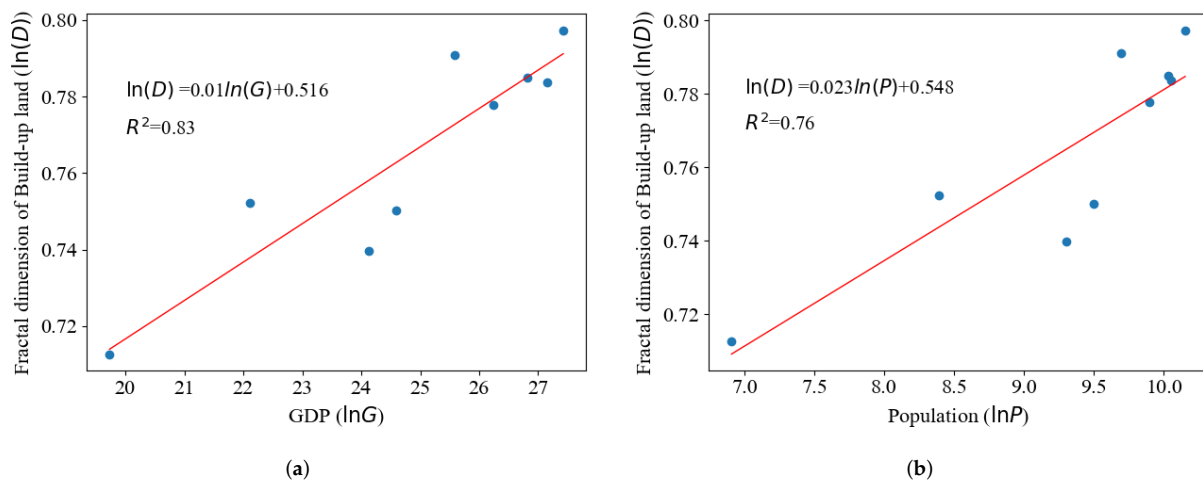 Fractal dimension of Build-up land (ln(D))
0.80
0.78
0.76
0.74
0.72
ln(D) =0.01ln(G)+0.516
R²=0.83
20 21 22 23 24 25 26 27
GDP (lnG)
(a)
Fractal dimension of Build-up land (ln(D))
0.80
0.78
0.76
0.74
0.72
ln(D) =0.023ln(P)+0.548
R²=0.76
7.0 7.5 8.0 8.5 9.0 9.5 10.0
Population (lnP)
(b)